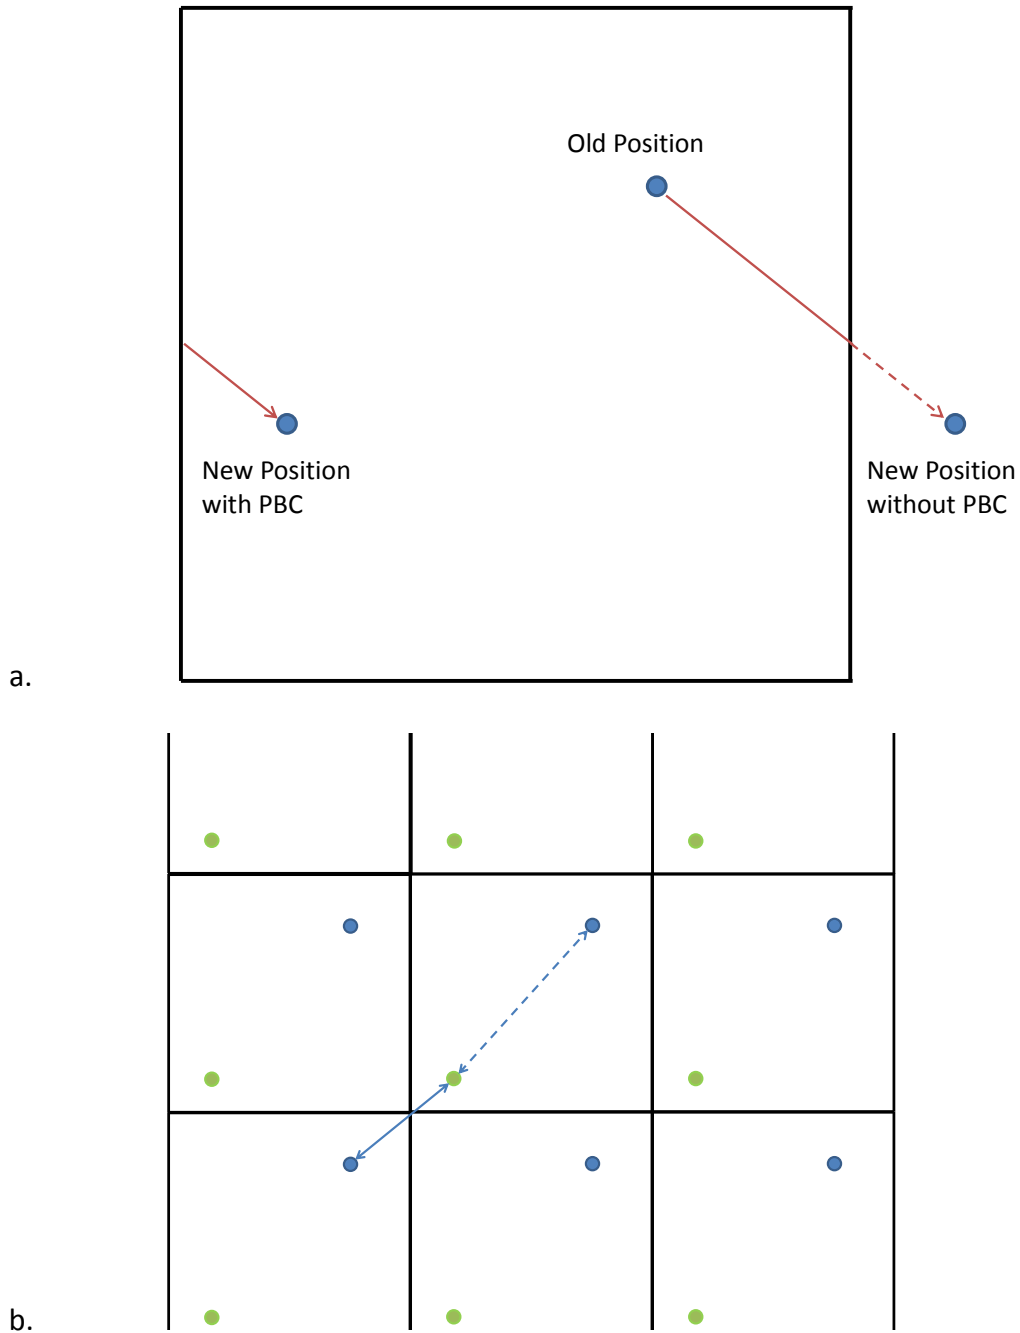 Old Position
New Position
with PBC
New Position
without PBC
a.
b.